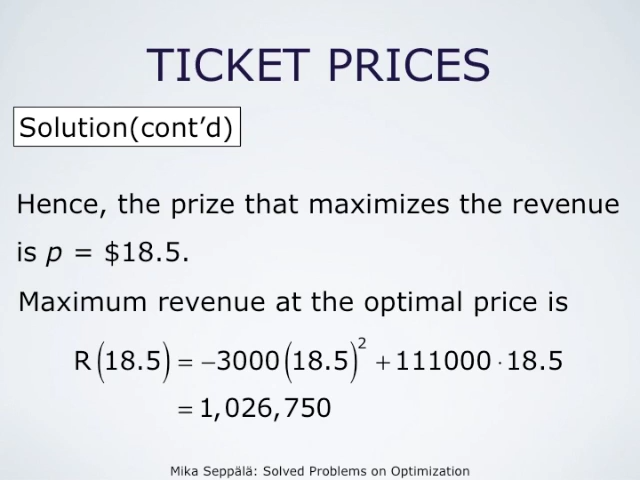 TICKET PRICES
Solution(cont’d)
Hence, the prize that maximizes the revenue
is p = $18.5.
Maximum revenue at the optimal price is
R(18.5) = −3000(18.5)² + 111000 · 18.5
= 1,026,750
Mika Seppälä: Solved Problems on Optimization